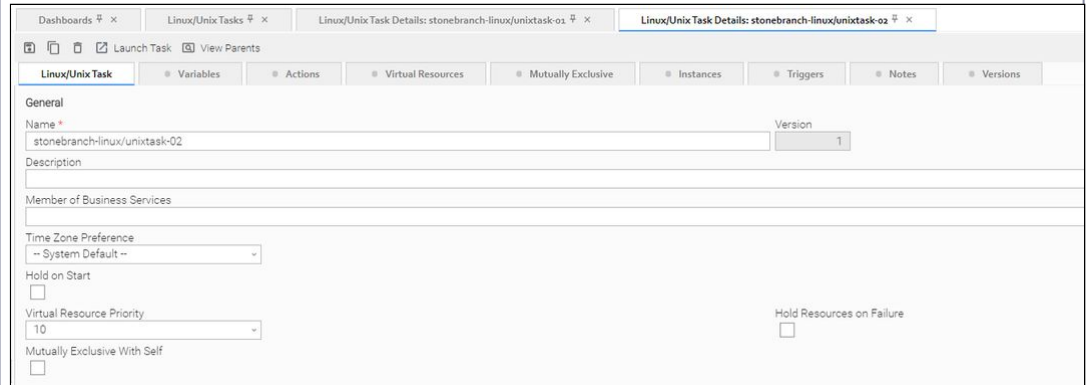 Dashboards × Linux/Unix Tasks × Linux/Unix Task Details: stonebranch-linux/unixtask-01 × Linux/Unix Task Details: stonebranch-linux/unixtask-02 ×
Launch Task View Parents
Linux/Unix Task Variables Actions Virtual Resources Mutually Exclusive Instances Triggers Notes Versions
General
Name * Version
stonebranch-linux/unixtask-02 1
Description
Member of Business Services
Time Zone Preference
-- System Default --
Hold on Start
Virtual Resource Priority Hold Resources on Failure
10
Mutually Exclusive With Self